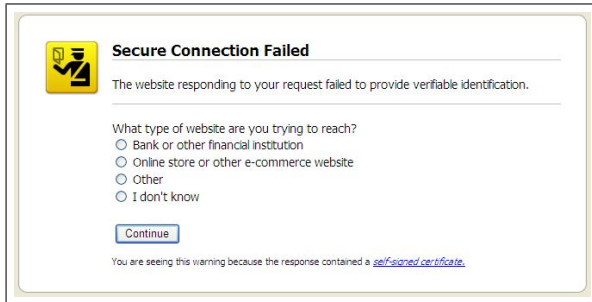 Secure Connection Failed
The website responding to your request failed to provide verifiable identification.
What type of website are you trying to reach?
Bank or other financial institution
Online store or other e-commerce website
Other
I don't know
Continue
You are seeing this warning because the response contained a self-signed certificate.